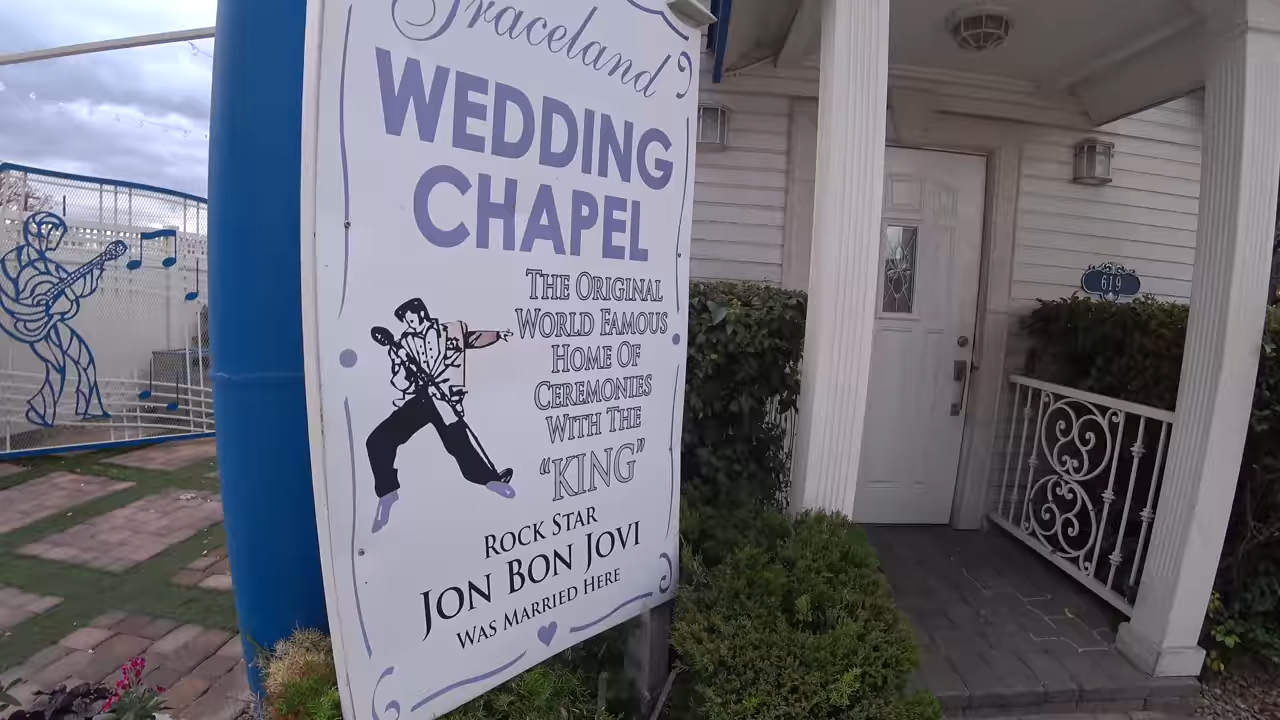 Graceland
WEDDING
CHAPEL
THE ORIGINAL
WORLD FAMOUS
HOME OF
CEREMONIES
WITH THE
“KING”
ROCK STAR
JON BON JOVI
WAS MARRIED HERE
619